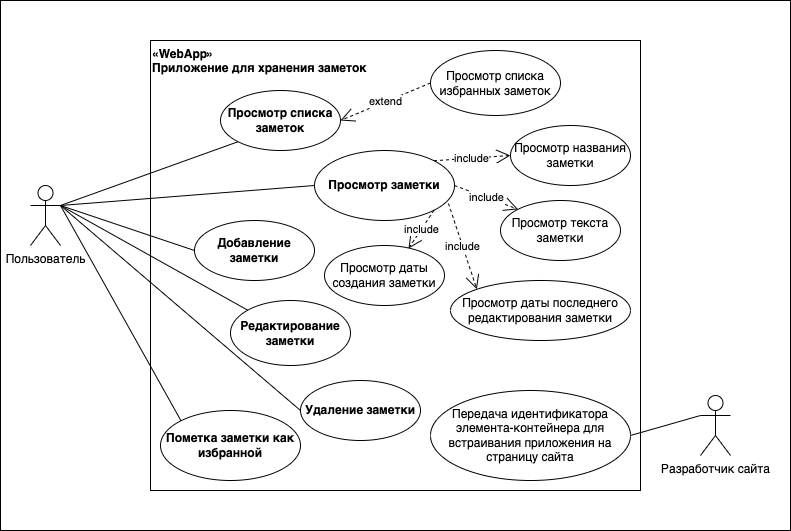 «WebApp»
Приложение для хранения заметок
Просмотр списка
избранных заметок
extend
Просмотр списка
заметок
Просмотр названия
заметки
include
Просмотр заметки
include
Просмотр текста
заметки
include
include
Пользователь
Добавление
заметки
Просмотр даты
создания заметки
Просмотр даты последнего
редактирования заметки
Редактирование
заметки
Удаление заметки
Пометка заметки как
избранной
Передача идентификатора
элемента-контейнера для
встраивания приложения на
страницу сайта
Разработчик сайта